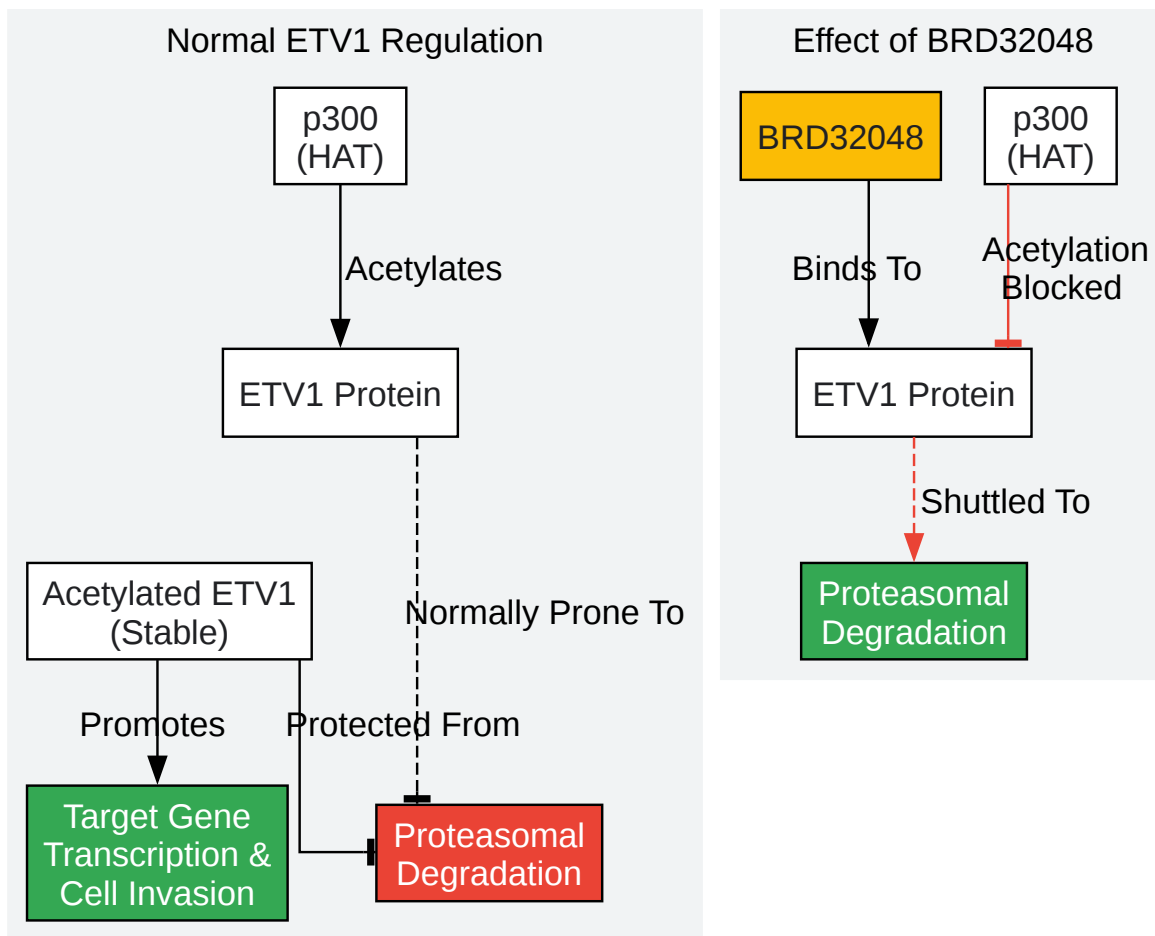 Normal ETV1 Regulation
p300
(HAT)
Acetylates
ETV1 Protein
Normally Prone To
Acetylated ETV1
(Stable)
Promotes
Protected From
Target Gene
Transcription &
Cell Invasion
Proteasomal
Degradation
Effect of BRD32048
BRD32048
p300
(HAT)
Binds To
Acetylation
Blocked
ETV1 Protein
Shuttled To
Proteasomal
Degradation